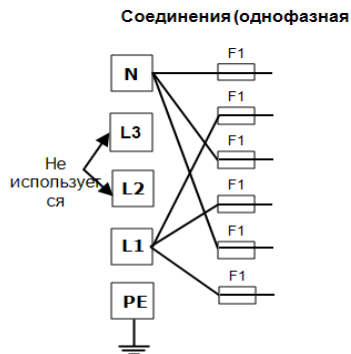 Соединения (однофазная
F1
N
F1
L3
F1
Не
использует
ся
L2
F1
L1
F1
F1
PE